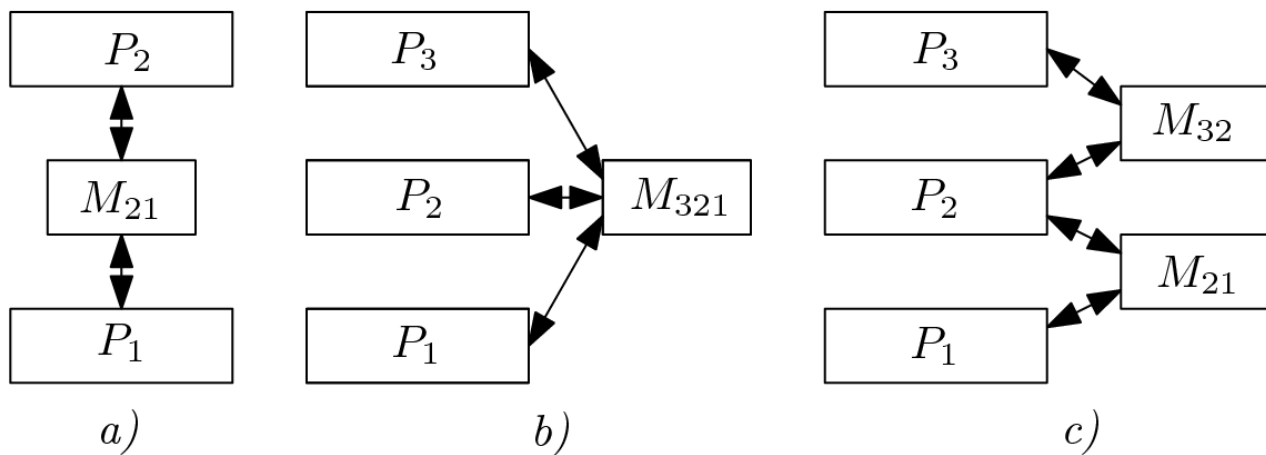 P₂
M₂₁
P₁
a)
P₃
P₂
M₃₂₁
P₁
b)
P₃
M₃₂
P₂
M₂₁
P₁
c)